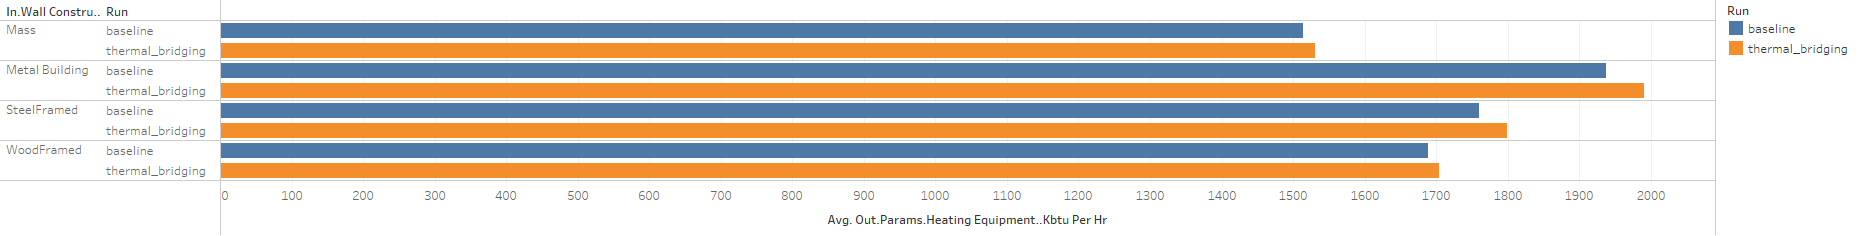 In.Wall Constru.. Run
Mass baseline
thermal_bridging
Metal Building baseline
thermal_bridging
SteelFramed baseline
thermal_bridging
WoodFramed baseline
thermal_bridging
0 100 200 300 400 500 600 700 800 900 1000 1100 1200 1300 1400 1500 1600 1700 1800 1900 2000
Avg. Out.Params.Heating Equipment..Kbtu Per Hr
Run
baseline
thermal_bridging